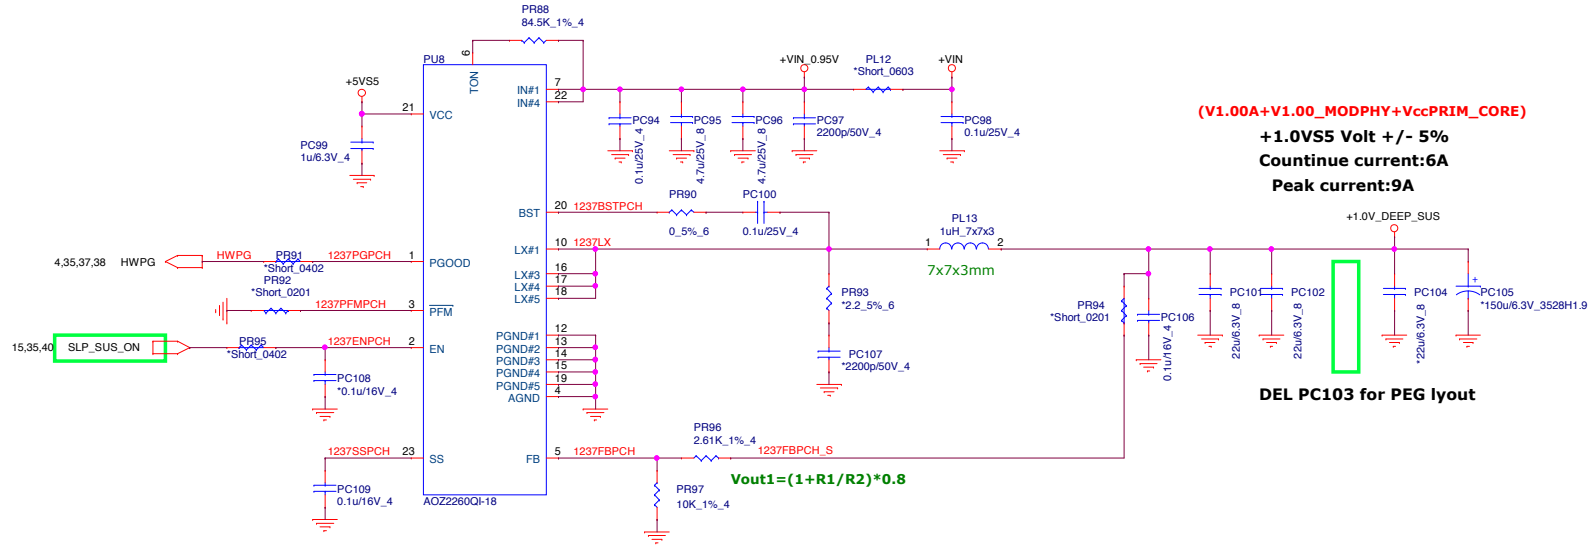 PR88
84.5K_1%_4
6
PU8
TON
+5VS5
21
VCC
PC99
1u/6.3V_4
IN#1
7
IN#4
22
+VIN_0.95V
PL12
*Short_0603
+VIN
PC94
0.1u/25V_4
PC95
4.7u/25V_8
PC96
4.7u/25V_8
PC97
2200p/50V_4
PC98
0.1u/25V_4
(V1.00A+V1.00_MODPHY+VccPRIM_CORE)
+1.0VS5 Volt +/- 5%
Countinue current:6A
Peak current:9A
+1.0V_DEEP_SUS
BST
20
1237BSTPCH
PR90
0_5%_6
PC100
0.1u/25V_4
LX#1
10
1237LX
PL13
1uH_7x7x3
1
2
7x7x3mm
LX#3
16
LX#4
17
LX#5
18
4,35,37,38
HWPG
HWPG
PR91
*Short_0402
1237PGPCH
1
PGOOD
PR92
*Short_0201
1237PFMPCH
3
PFM
15,35,40
SLP_SUS_ON
PR95
*Short_0402
1237ENPCH
2
EN
PC108
*0.1u/16V_4
PGND#1
12
PGND#2
13
PGND#3
14
PGND#4
15
PGND#5
19
AGND
4
PR93
*2.2_5%_6
PC107
*2200p/50V_4
PR94
*Short_0201
PC106
0.1u/16V_4
PC101
22u/6.3V_8
PC102
22u/6.3V_8
PC104
*22u/6.3V_8
+
PC105
*150u/6.3V_3528H1.9
DEL PC103 for PEG lyout
1237SSPCH
23
SS
PC109
0.1u/16V_4
AOZ2260QI-18
FB
5
1237FBPCH
PR96
2.61K_1%_4
1237FBPCH_S
Vout1=(1+R1/R2)*0.8
PR97
10K_1%_4